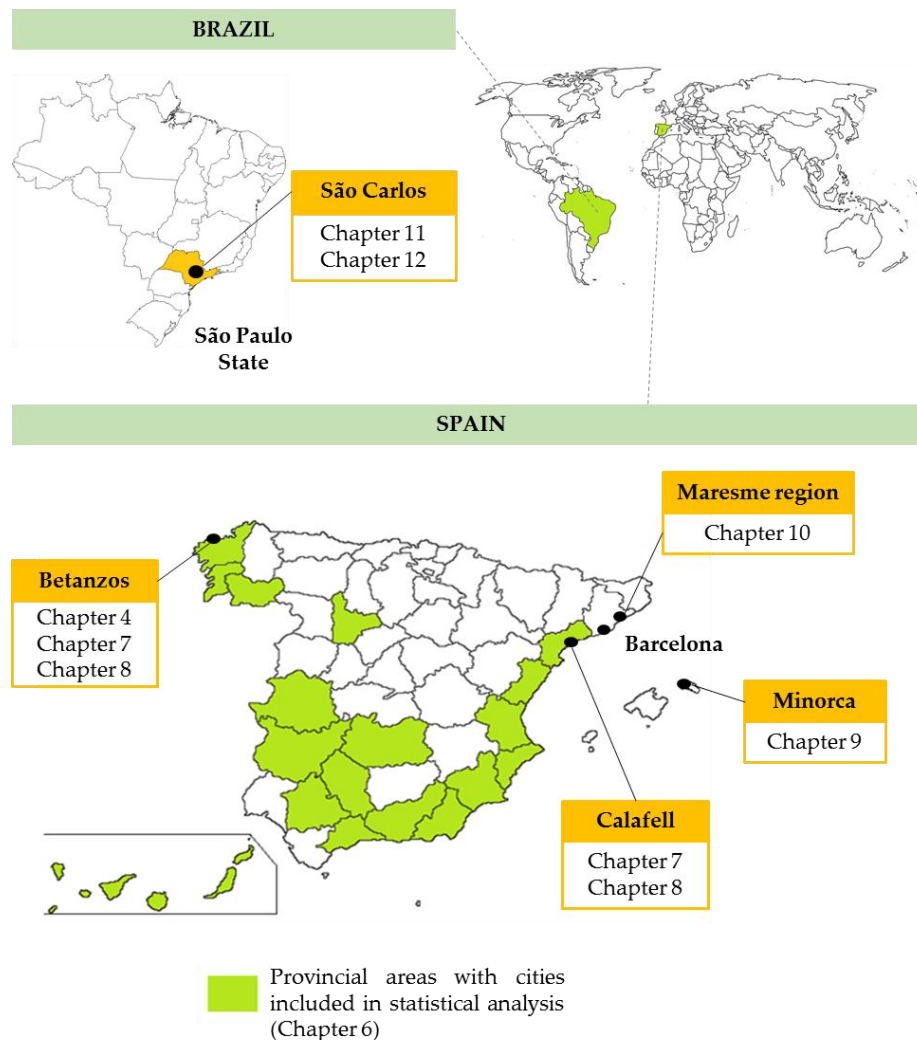 BRAZIL
São Carlos
Chapter 11
Chapter 12
São Paulo
State
SPAIN
Maresme region
Chapter 10
Betanzos
Chapter 4
Chapter 7
Chapter 8
Barcelona
Minorca
Chapter 9
Calafell
Chapter 7
Chapter 8
Provincial areas with cities
included in statistical analysis
(Chapter 6)